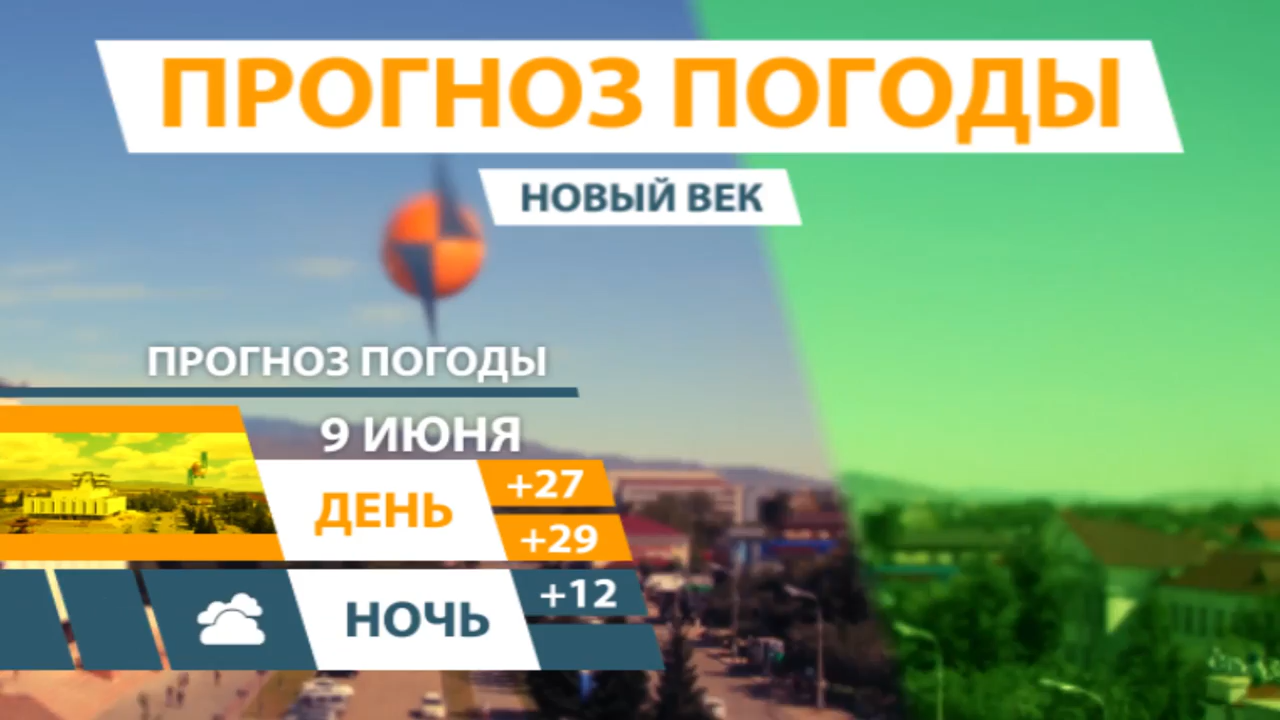 ПРОГНОЗ ПОГОДЫ
НОВЫЙ ВЕК
ПРОГНОЗ ПОГОДЫ
9 ИЮНЯ
ДЕНЬ
+27
+29
НОЧЬ
+12